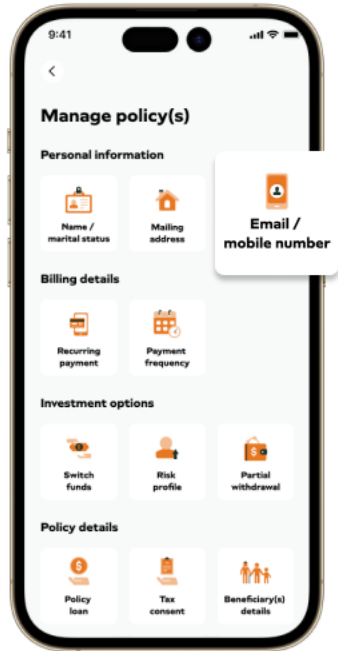 9:41
Manage policy(s)
Personal information
Name /
marital status
Mailing
address
Email /
mobile number
Billing details
Recurring
payment
Payment
frequency
Investment options
Switch
funds
Risk
profile
Partial
withdrawal
Policy details
Policy
loan
Tax
consent
Beneficiary(s)
details